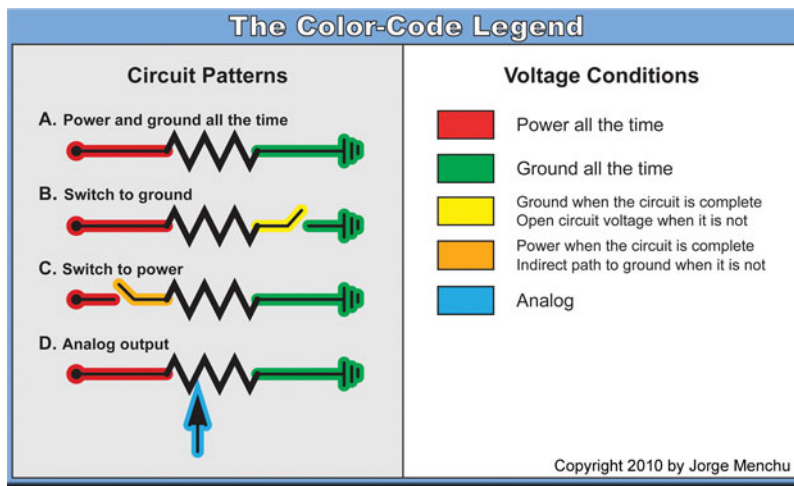 The Color-Code Legend
Circuit Patterns
A. Power and ground all the time
B. Switch to ground
C. Switch to power
D. Analog output
Voltage Conditions
Power all the time
Ground all the time
Ground when the circuit is complete
Open circuit voltage when it is not
Power when the circuit is complete
Indirect path to ground when it is not
Analog
Copyright 2010 by Jorge Menchu